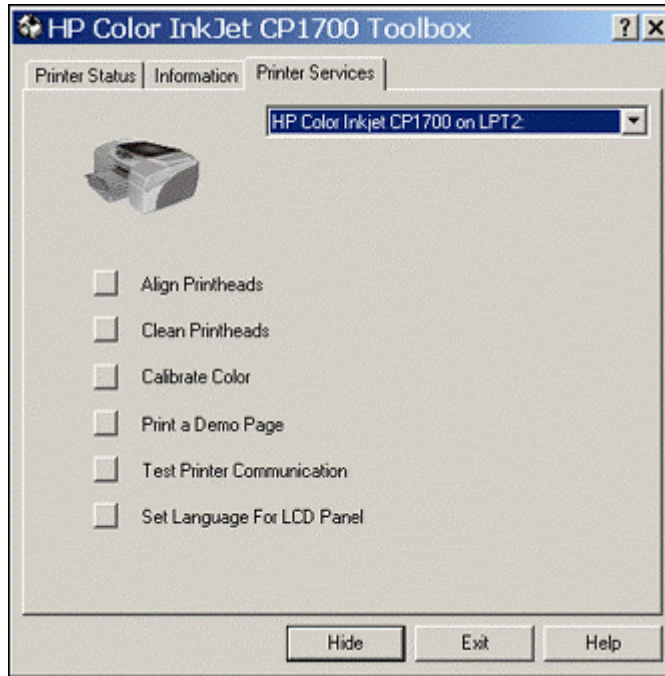 HP Color InkJet CP1700 Toolbox
Printer Status Information Printer Services
HP Color Inkjet CP1700 on LPT2:
Align Printheads
Clean Printheads
Calibrate Color
Print a Demo Page
Test Printer Communication
Set Language For LCD Panel
Hide Exit Help